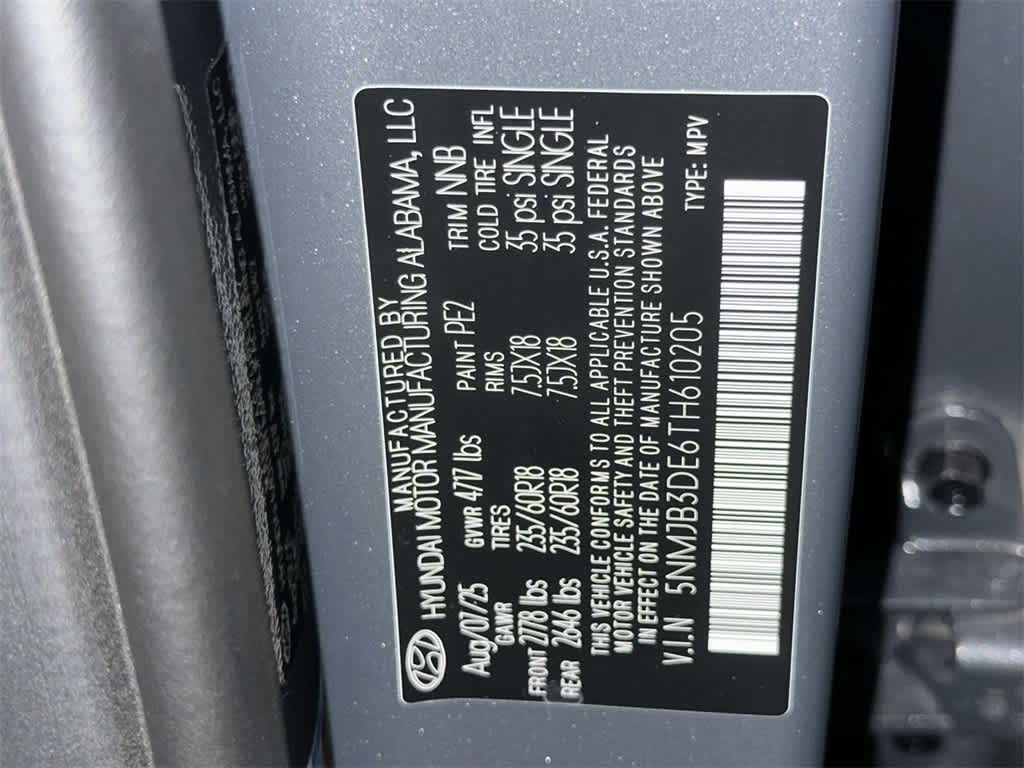 MANUFACTURED BY
HYUNDAI MOTOR MANUFACTURING ALABAMA, LLC
Aug/07/25 GVWR 4717 lbs PAINT PE2 TRIM NNB
GAWR TIRES RIMS COLD TIRE INFL
FRONT 2778 lbs 235/60R18 7.5JX18 35 psi SINGLE
REAR 2646 lbs 235/60R18 7.5JX18 35 psi SINGLE
THIS VEHICLE CONFORMS TO ALL APPLICABLE U.S.A. FEDERAL
MOTOR VEHICLE SAFETY AND THEFT PREVENTION STANDARDS
IN EFFECT ON THE DATE OF MANUFACTURE SHOWN ABOVE
V.I.N 5NMJB3DE6TH610205 TYPE: MPV